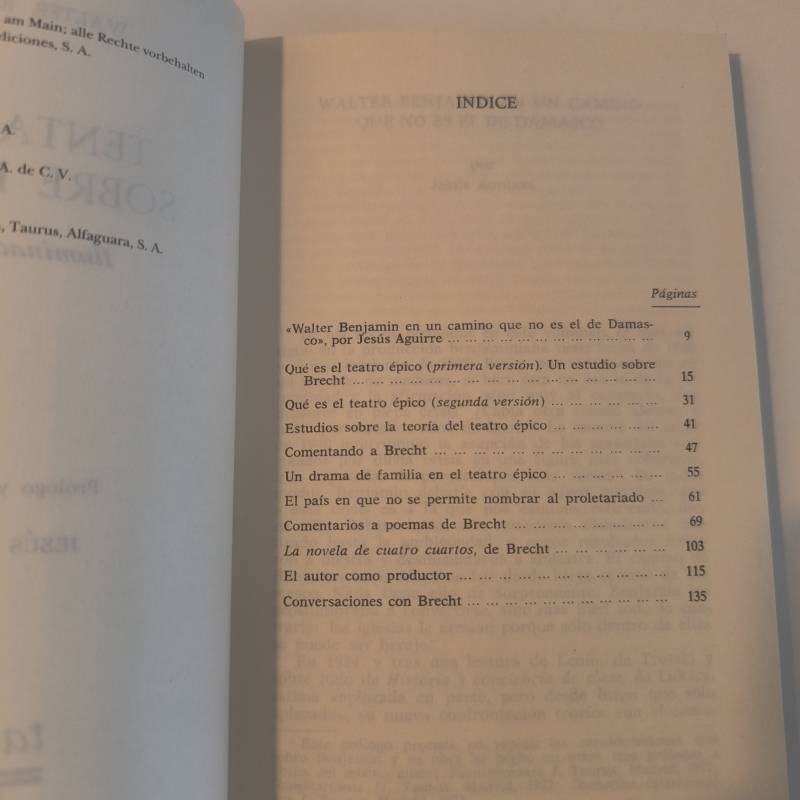 am Main; alle Rechte vorbehalten
diciones, S. A.
A.
A. de C. V.
, Taurus, Alfaguara, S. A.
INDICE
Páginas
«Walter Benjamin en un camino que no es el de Damas-
co», por Jesús Aguirre ... ... ... ... ... ... ... ... ... ... 9
Qué es el teatro épico (primera versión). Un estudio sobre
Brecht ... ... ... ... ... ... ... ... ... ... ... ... ... ... 15
Qué es el teatro épico (segunda versión) ... ... ... ... ... 31
Estudios sobre la teoría del teatro épico ... ... ... ... ... 41
Comentando a Brecht ... ... ... ... ... ... ... ... ... ... 47
Un drama de familia en el teatro épico ... ... ... ... ... 55
El país en que no se permite nombrar al proletariado ... 61
Comentarios a poemas de Brecht ... ... ... ... ... ... ... 69
La novela de cuatro cuartos, de Brecht ... ... ... ... ... 103
El autor como productor ... ... ... ... ... ... ... ... ... 115
Conversaciones con Brecht ... ... ... ... ... ... ... ... ... 135